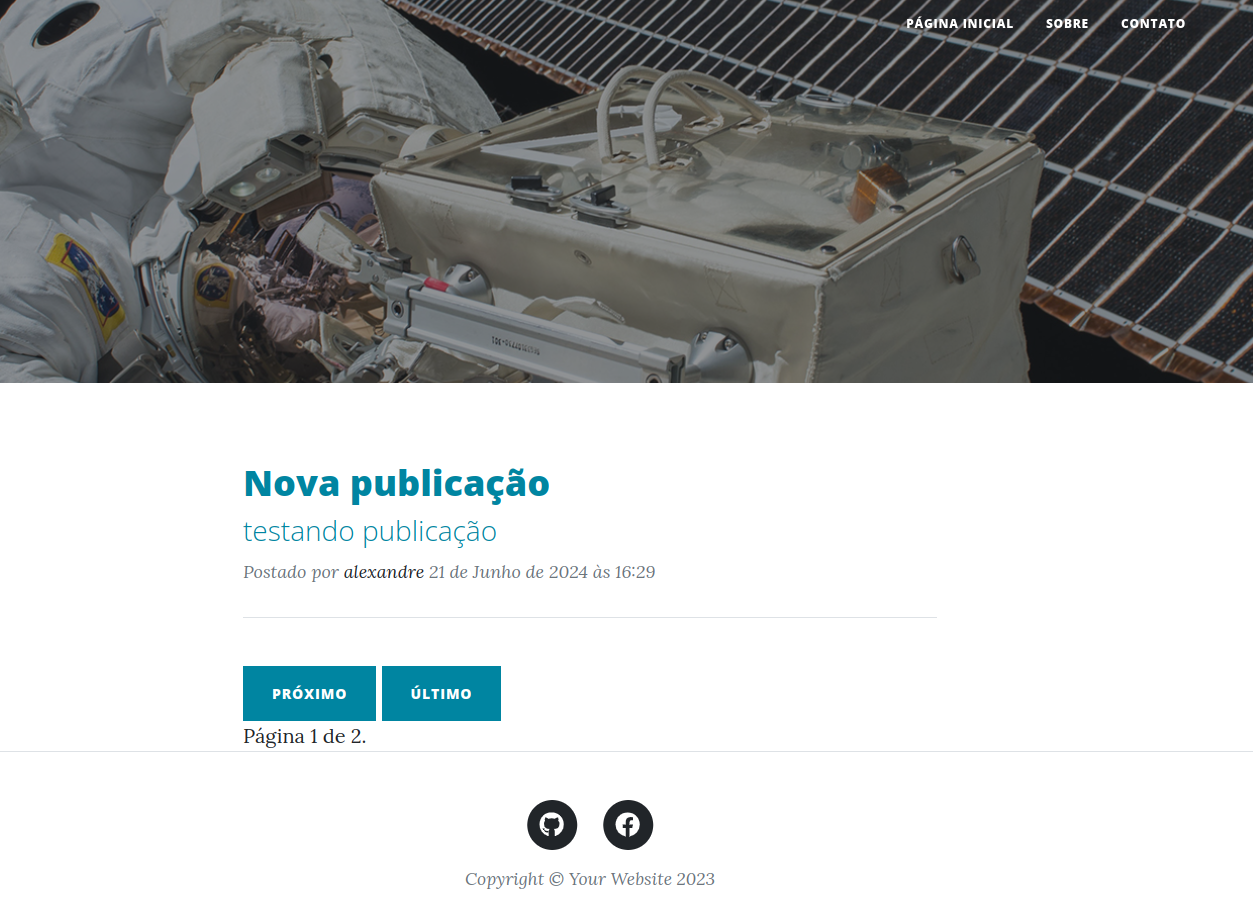 PÁGINA INICIAL SOBRE CONTATO
Nova publicação
testando publicação
Postado por alexandre 21 de Junho de 2024 às 16:29
PRÓXIMO ÚLTIMO
Página 1 de 2.
Copyright © Your Website 2023